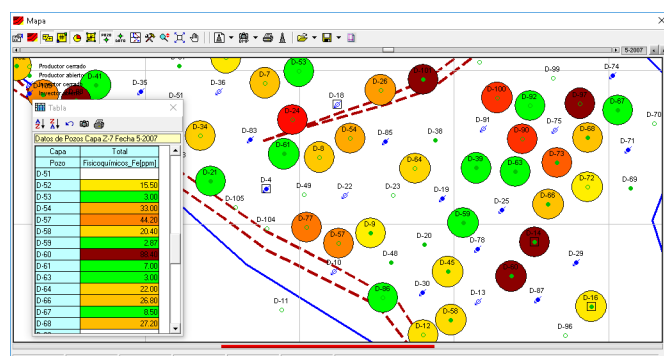 Mapa
5-2007
Productor cerrado
Productor abierto
D-41
D-35
D-36
D-7
D-53
D-26
D-100
D-99
D-74
D-92
D-67
D-18
D-24
D-91
D-75
D-90
D-68
D-71
D-34
D-83
D-54
D-85
D-38
D-61
D-8
D-64
D-39
D-63
D-73
D-72
D-69
D-21
D-4
D-49
D-22
D-23
D-19
D-105
D-25
D-66
D-104
D-77
D-57
D-9
D-59
D-20
D-78
D-10
D-48
D-45
D-29
D-30
D-13
D-87
D-86
D-11
D-58
D-16
D-12
D-96
Tabla
Datos de Pozos Capa Z-7 Fecha 5-2007
Capa Total
Pozo Fisicoquímicos_Fe[ppm]
D-51
D-52 15.50
D-53 3.00
D-54 33.00
D-57 44.20
D-58 20.40
D-59 2.87
D-60
D-61 7.00
D-63 3.00
D-64 22.00
D-66 26.80
D-67 8.50
D-68 27.20